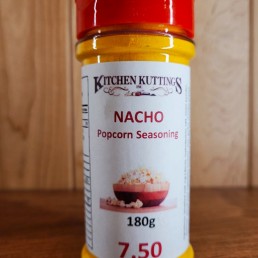 KITCHEN KUTTINGS
NACHO
Popcorn Seasoning
180g
7.50